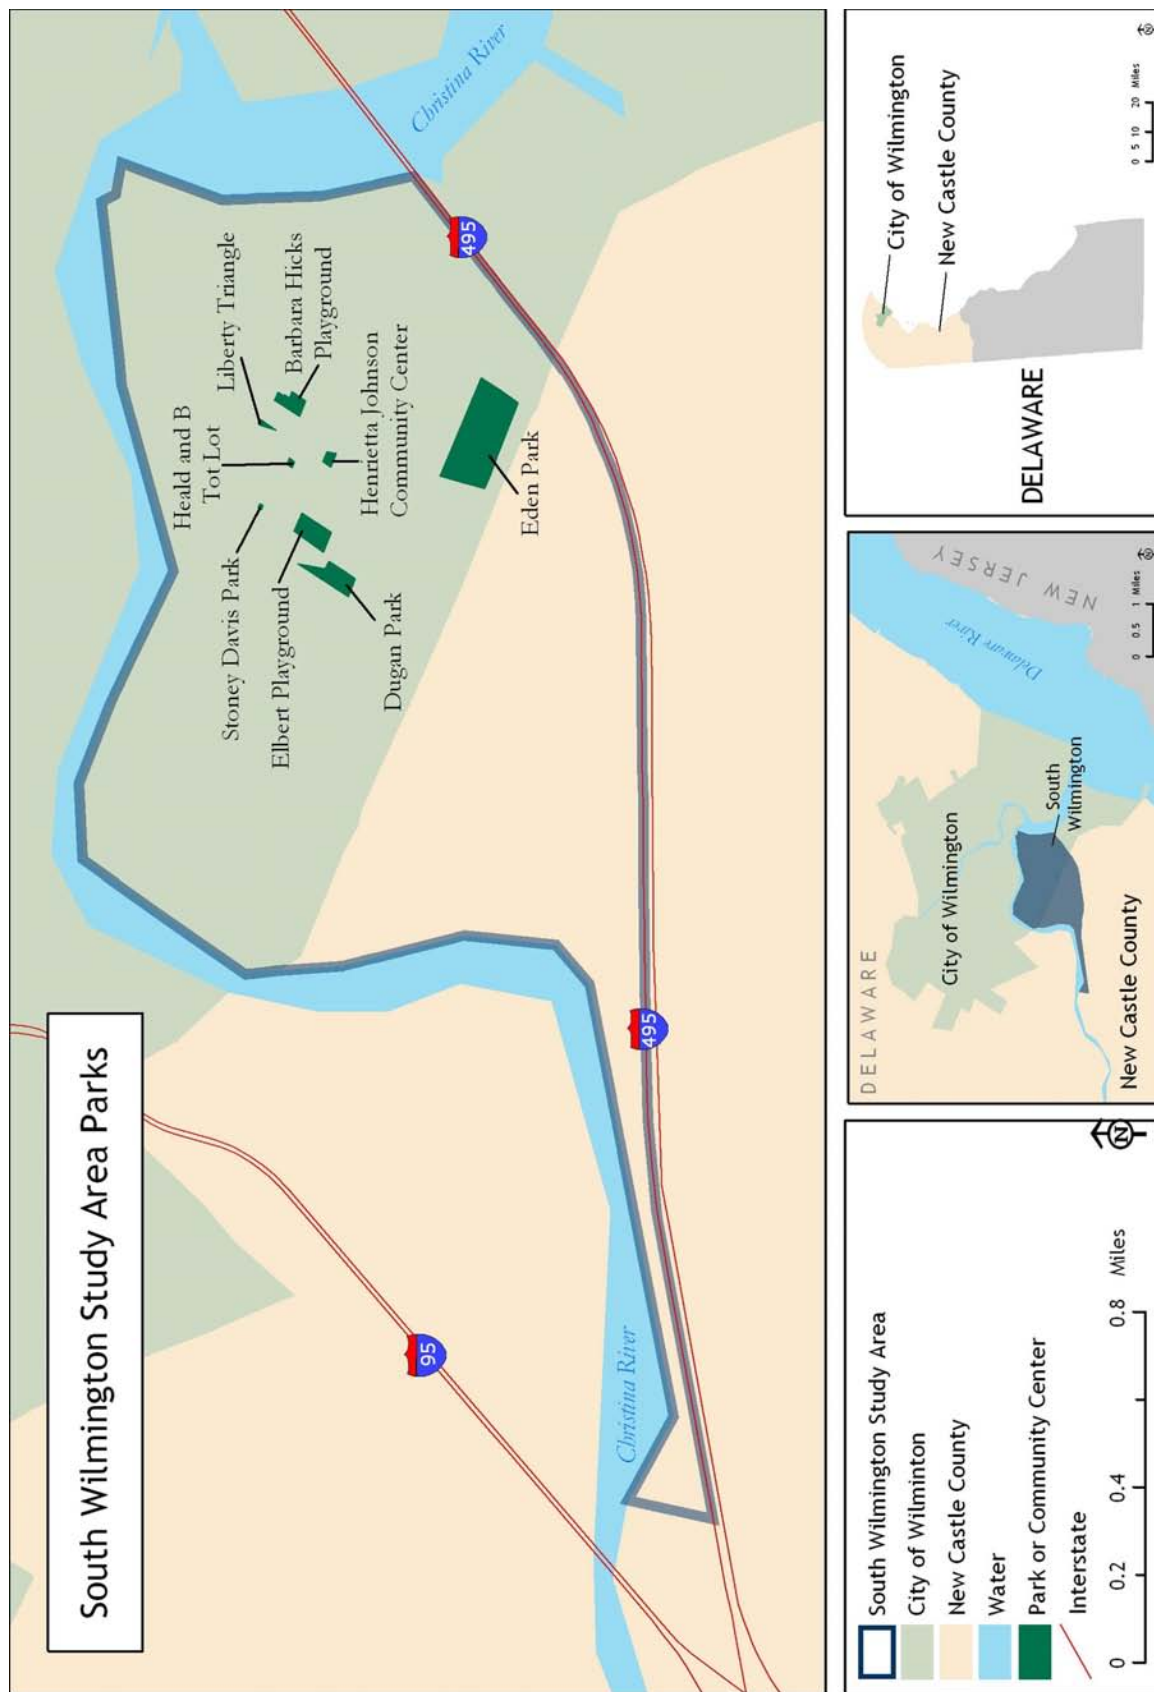 South Wilmington Study Area Parks
95
495
495
Christina River
Christina River
Stoney Davis Park
Elbert Playground
Dugan Park
Heald and B
Tot Lot
Liberty Triangle
Barbara Hicks
Playground
Henrietta Johnson
Community Center
Eden Park
South Wilmington Study Area
City of Wilminton
New Castle County
Water
Park or Community Center
Interstate
0 0.2 0.4 0.8
Miles
N
DELAWARE
City of Wilmington
South
Wilmington
New Castle County
Delaware River
NEW JERSEY
0 0.5 1 Miles
N
DELAWARE
City of Wilmington
New Castle County
0 5 10 20
Miles
N